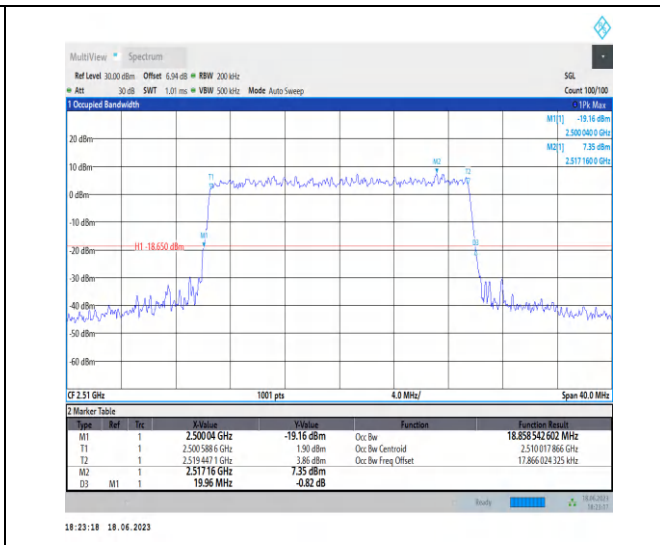 MultiView Spectrum
Ref Level 30.00 dBm Offset 6.94 dB RBW 200 kHz SGL
Att 30 dB SWT 1.01 ms VBW 500 kHz Mode Auto Sweep Count 100/100
1 Occupied Bandwidth 1Pk Max
M1[1] -19.16 dBm
2.500 040 0 GHz
M2[1] 7.35 dBm
2.517 160 0 GHz
20 dBm
10 dBm
0 dBm
-10 dBm
-20 dBm
-30 dBm
-40 dBm
-50 dBm
-60 dBm
T1
M2
T2
M1
H1 -18.650 dBm
D3
CF 2.51 GHz 1001 pts 4.0 MHz/ Span 40.0 MHz
2 Marker Table
Type Ref Trc X-Value Y-Value Function Function Result
M1 1 2.50004 GHz -19.16 dBm Occ Bw 18.858 542 602 MHz
T1 1 2.500 588 6 GHz 1.90 dBm Occ Bw Centroid 2.510 017 866 GHz
T2 1 2.519 447 1 GHz 3.86 dBm Occ Bw Freq Offset 17.866 024 325 kHz
M2 1 2.51716 GHz 7.35 dBm
D3 M1 1 19.96 MHz -0.82 dB
Ready 18.06.2023
18:23:17
18:23:18 18.06.2023